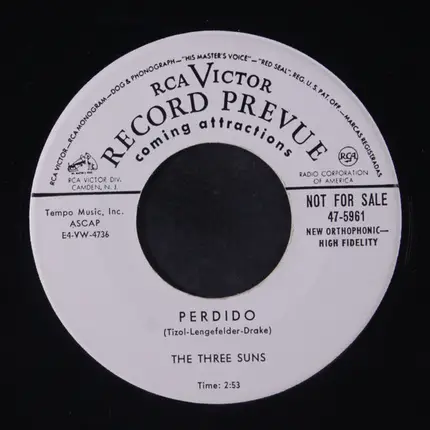 RCA VICTOR—RCA MONOGRAM—DOG & PHONOGRAPH—"HIS MASTER'S VOICE"—"RED SEAL", REG. U. S. PAT. OFF.—MARCAS REGISTRADAS
RCA VICTOR
RECORD PREVUE
coming attractions
RCA VICTOR DIV.
CAMDEN, N. J.
RCA
RADIO CORPORATION
OF AMERICA
Tempo Music, Inc.
ASCAP
E4-VW-4736
NOT FOR SALE
47-5961
NEW ORTHOPHONIC—
HIGH FIDELITY
PERDIDO
(Tizol-Lengefelder-Drake)
THE THREE SUNS
Time: 2:53